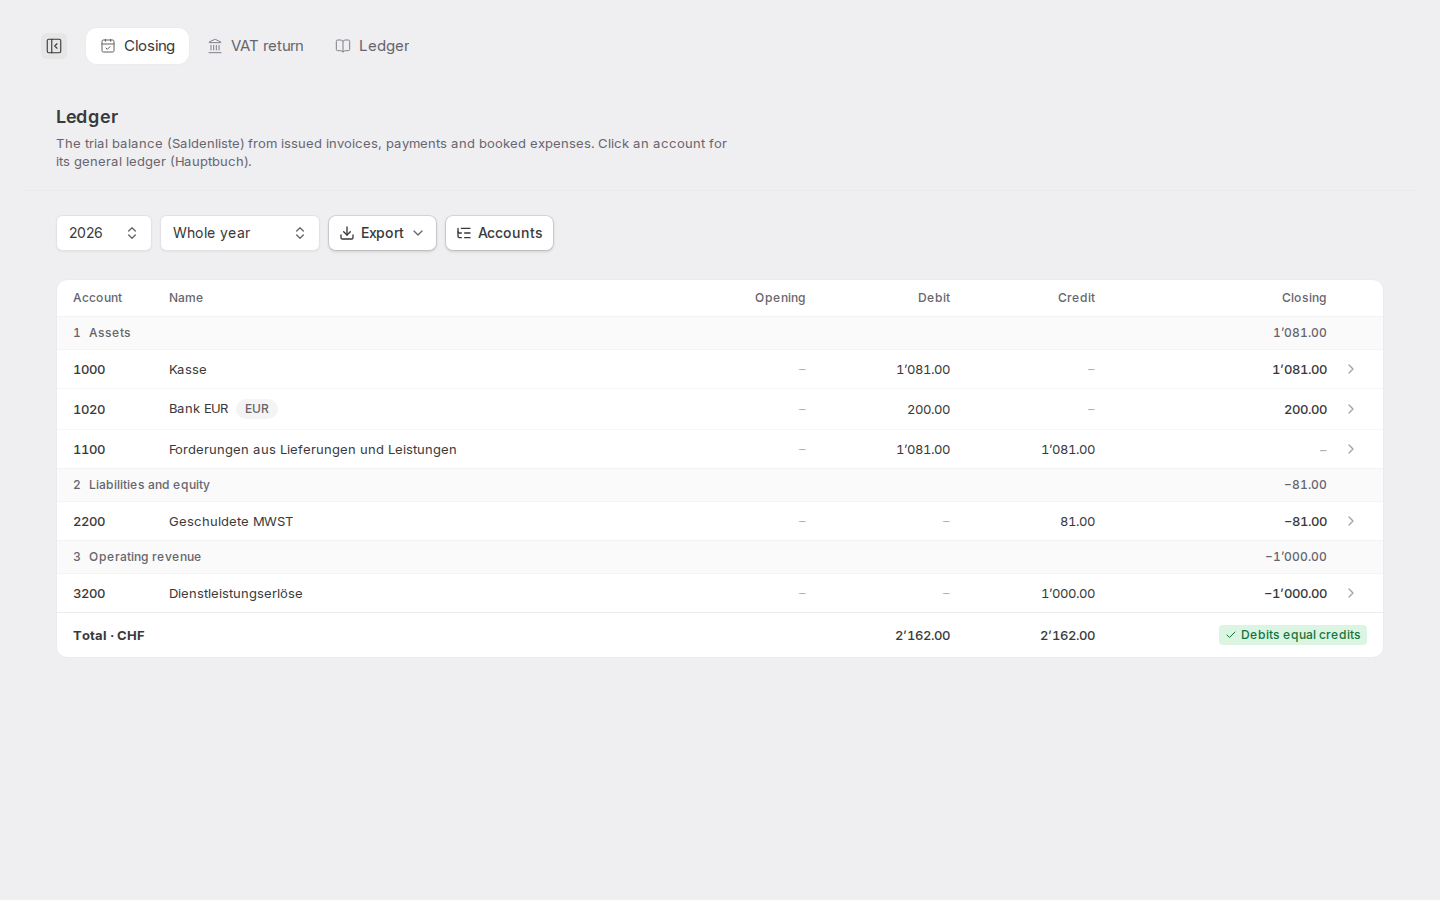 Closing VAT return Ledger
Ledger
The trial balance (Saldenliste) from issued invoices, payments and booked expenses. Click an account for
its general ledger (Hauptbuch).
2026 Whole year Export Accounts
Account Name Opening Debit Credit Closing
1 Assets 1’081.00
1000 Kasse – 1’081.00 – 1’081.00
1020 Bank EUR EUR – 200.00 – 200.00
1100 Forderungen aus Lieferungen und Leistungen – 1’081.00 1’081.00 –
2 Liabilities and equity −81.00
2200 Geschuldete MWST – – 81.00 −81.00
3 Operating revenue −1’000.00
3200 Dienstleistungserlöse – – 1’000.00 −1’000.00
Total · CHF 2’162.00 2’162.00 Debits equal credits